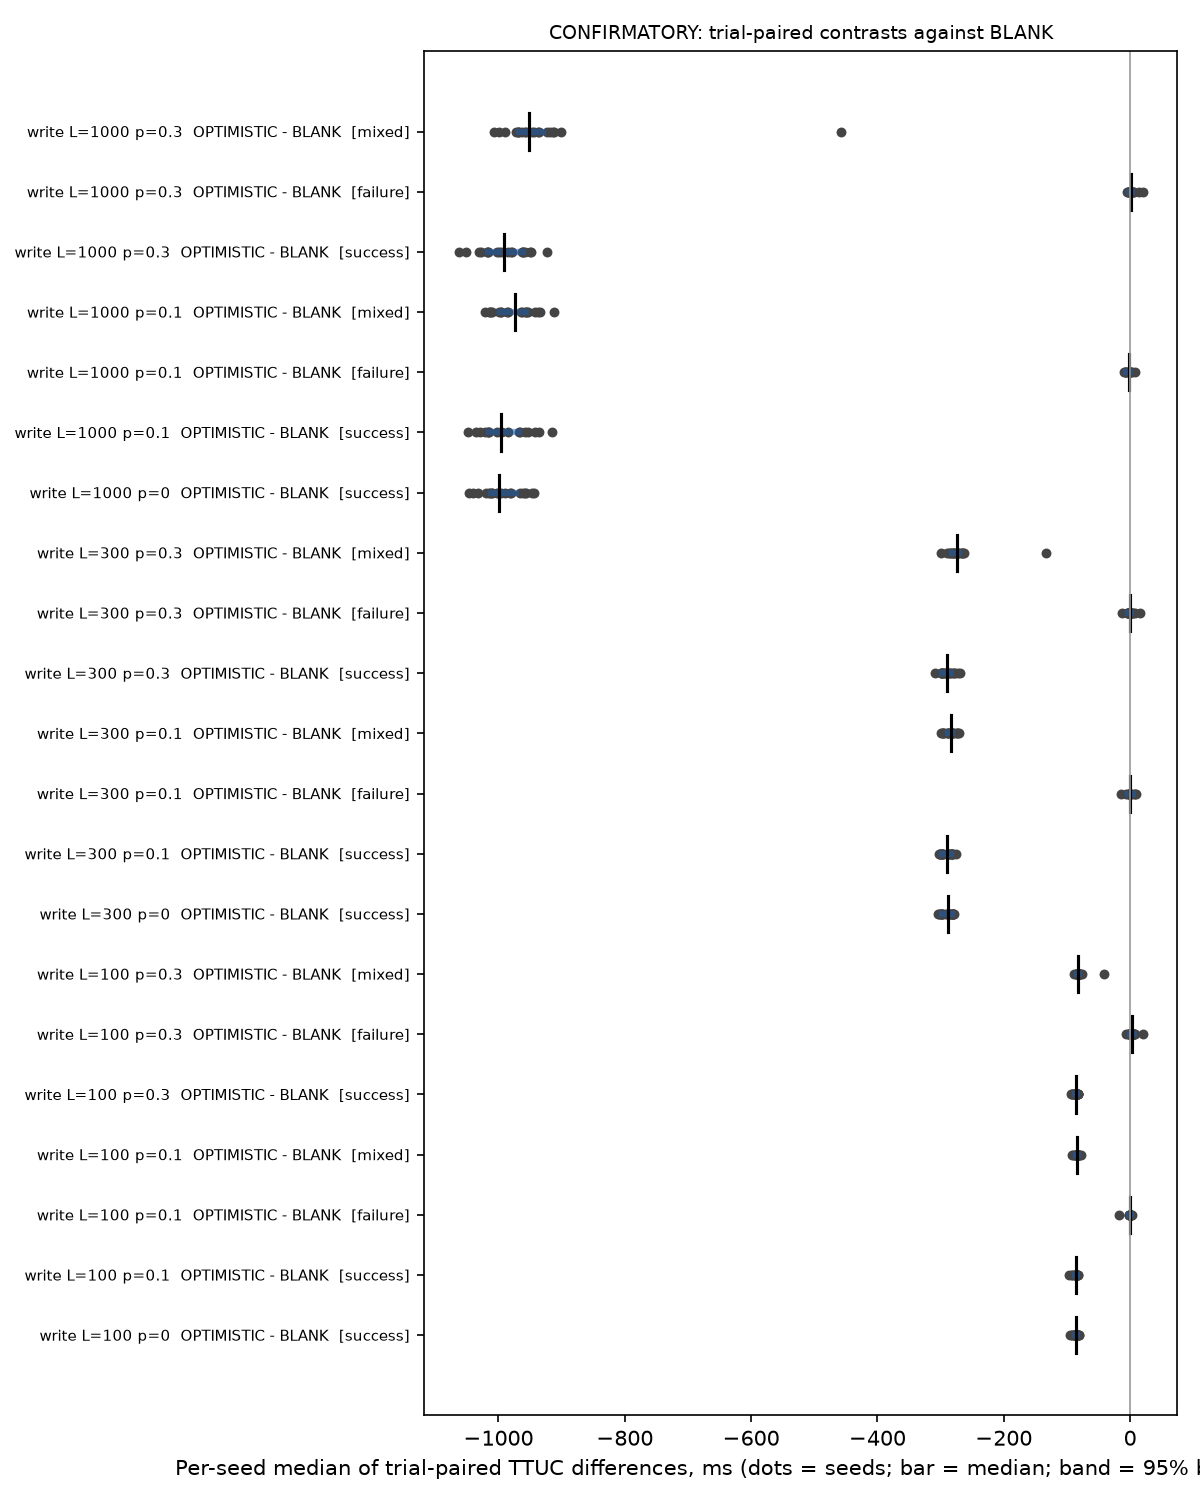 CONFIRMATORY: trial-paired contrasts against BLANK
write L=1000 p=0.3 OPTIMISTIC - BLANK [mixed]
write L=1000 p=0.3 OPTIMISTIC - BLANK [failure]
write L=1000 p=0.3 OPTIMISTIC - BLANK [success]
write L=1000 p=0.1 OPTIMISTIC - BLANK [mixed]
write L=1000 p=0.1 OPTIMISTIC - BLANK [failure]
write L=1000 p=0.1 OPTIMISTIC - BLANK [success]
write L=1000 p=0 OPTIMISTIC - BLANK [success]
write L=300 p=0.3 OPTIMISTIC - BLANK [mixed]
write L=300 p=0.3 OPTIMISTIC - BLANK [failure]
write L=300 p=0.3 OPTIMISTIC - BLANK [success]
write L=300 p=0.1 OPTIMISTIC - BLANK [mixed]
write L=300 p=0.1 OPTIMISTIC - BLANK [failure]
write L=300 p=0.1 OPTIMISTIC - BLANK [success]
write L=300 p=0 OPTIMISTIC - BLANK [success]
write L=100 p=0.3 OPTIMISTIC - BLANK [mixed]
write L=100 p=0.3 OPTIMISTIC - BLANK [failure]
write L=100 p=0.3 OPTIMISTIC - BLANK [success]
write L=100 p=0.1 OPTIMISTIC - BLANK [mixed]
write L=100 p=0.1 OPTIMISTIC - BLANK [failure]
write L=100 p=0.1 OPTIMISTIC - BLANK [success]
write L=100 p=0 OPTIMISTIC - BLANK [success]
−1000 −800 −600 −400 −200 0
Per-seed median of trial-paired TTUC differences, ms (dots = seeds; bar = median; band = 95%